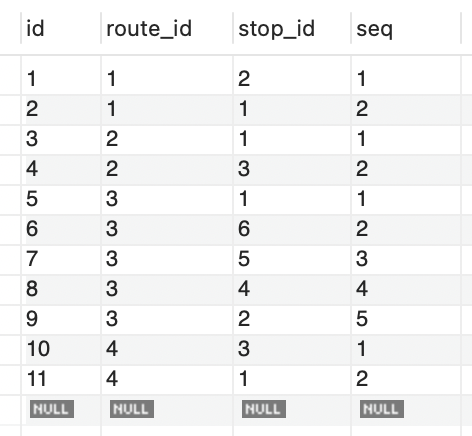 id route_id stop_id seq
1 1 2 1
2 1 1 2
3 2 1 1
4 2 3 2
5 3 1 1
6 3 6 2
7 3 5 3
8 3 4 4
9 3 2 5
10 4 3 1
11 4 1 2
NULL NULL NULL NULL